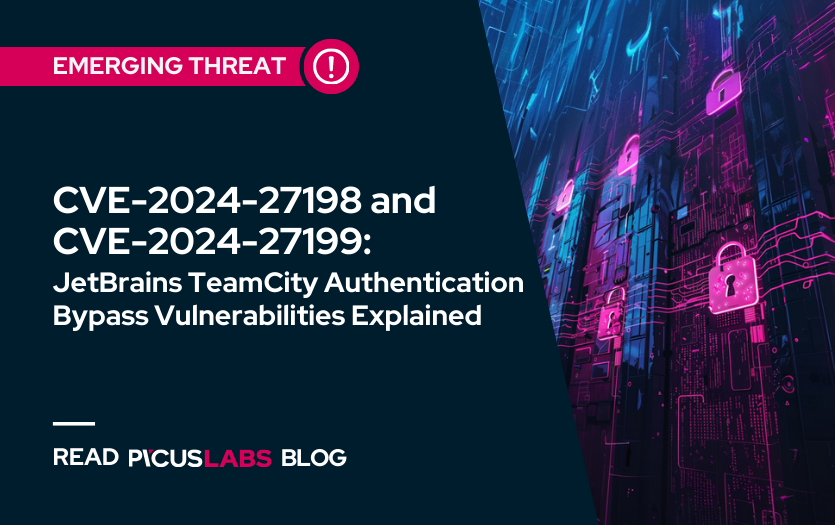 EMERGING THREAT
CVE-2024-27198 and
CVE-2024-27199:
JetBrains TeamCity Authentication
Bypass Vulnerabilities Explained
READ PICUSLABS BLOG